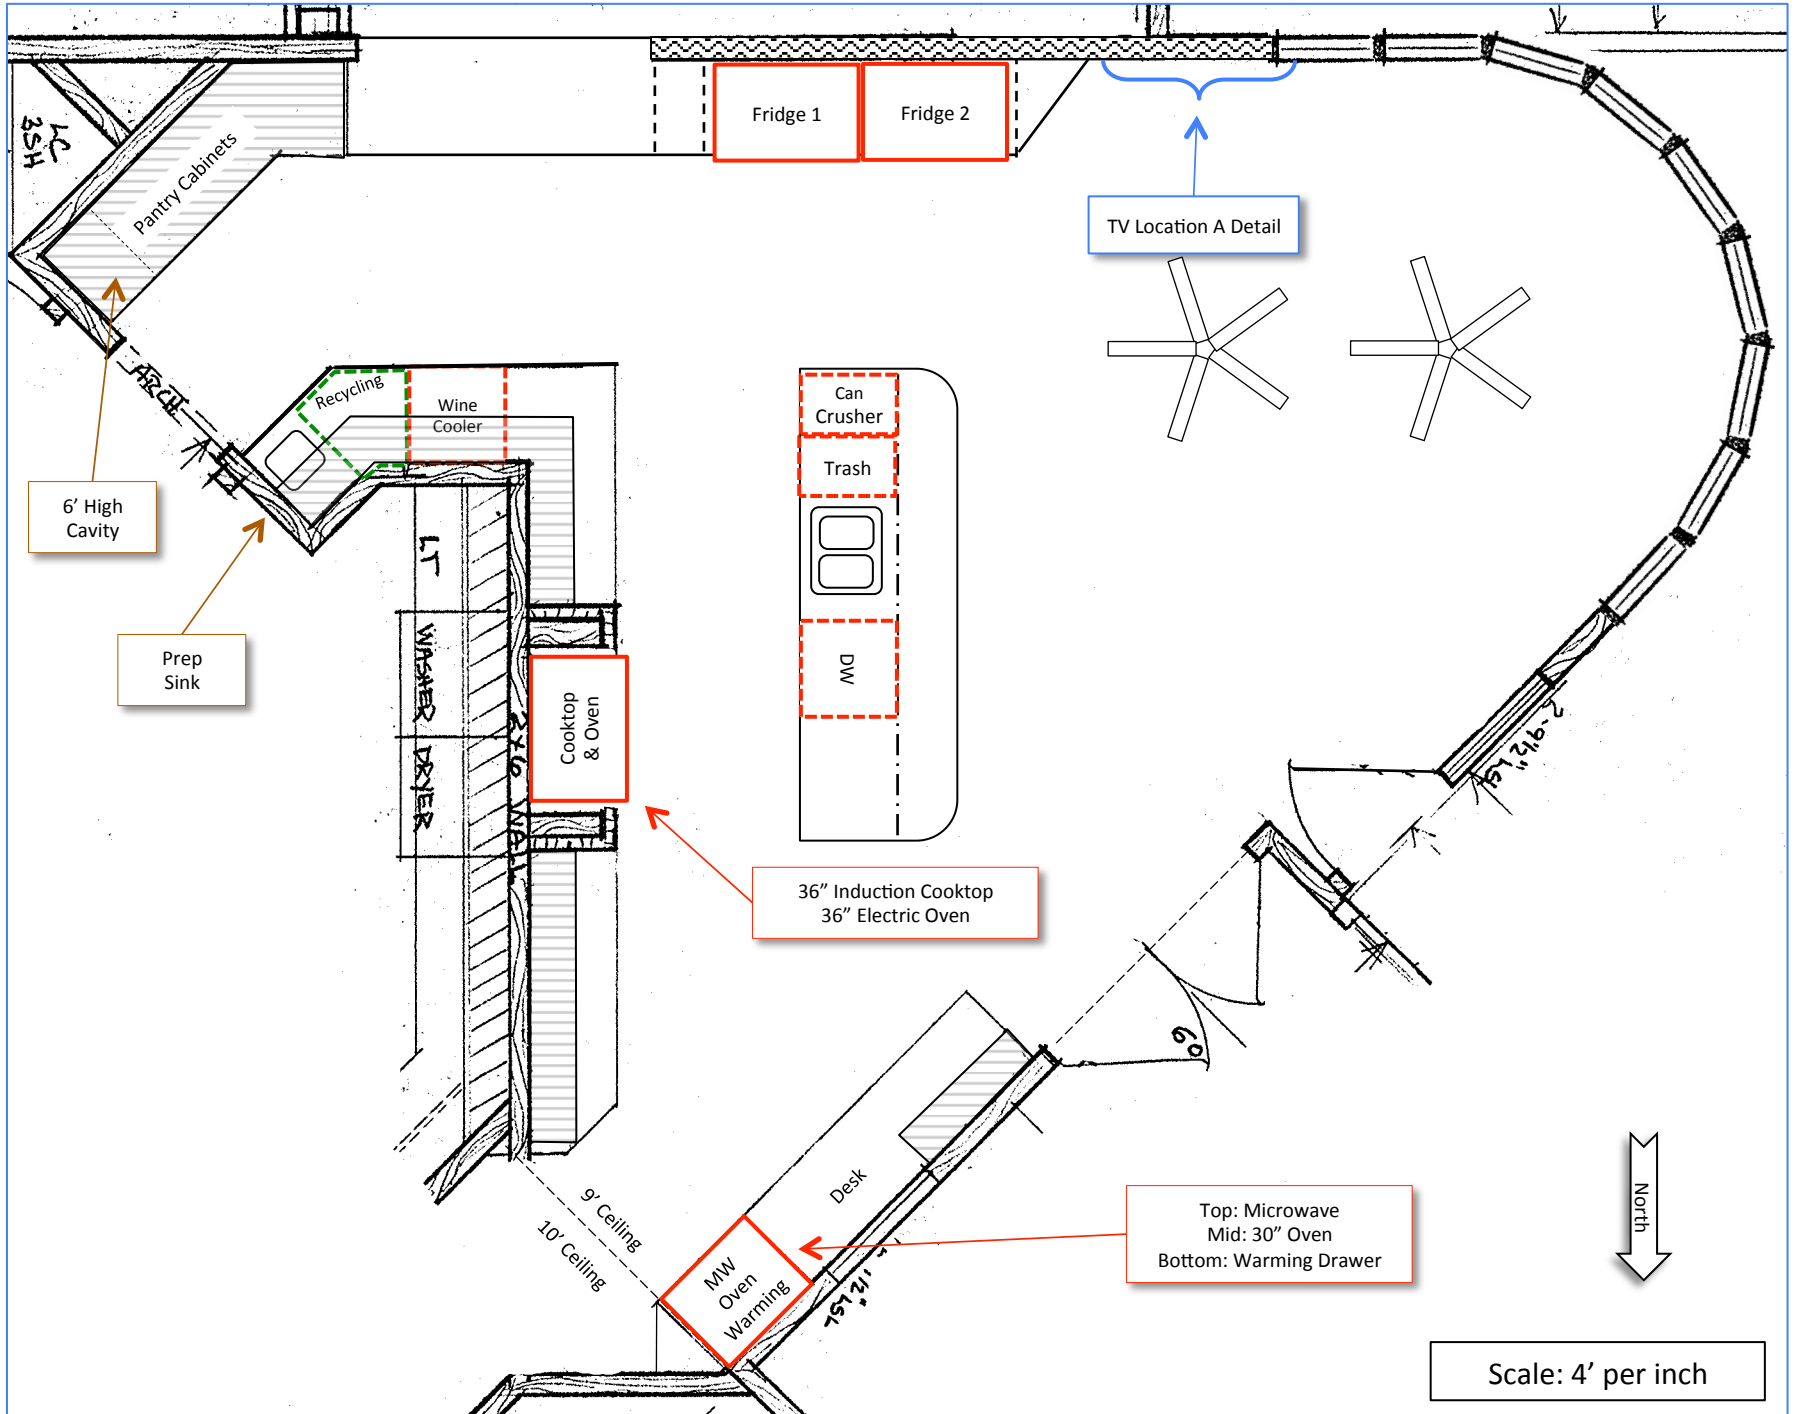 Fridge 1
Fridge 2
Pantry Cabinets
TV Location A Detail
ARCH
Recycling
Wine
Cooler
Can
Crusher
Trash
6’ High
Cavity
LT
WASHER
DRYER
2x6 WALL
Prep
Sink
Cooktop
& Oven
DW
36” Induction Cooktop
36” Electric Oven
60
Desk
9’ Ceiling
10’ Ceiling
MW
Oven
Warming
Top: Microwave
Mid: 30” Oven
Bottom: Warming Drawer
North
Scale: 4’ per inch